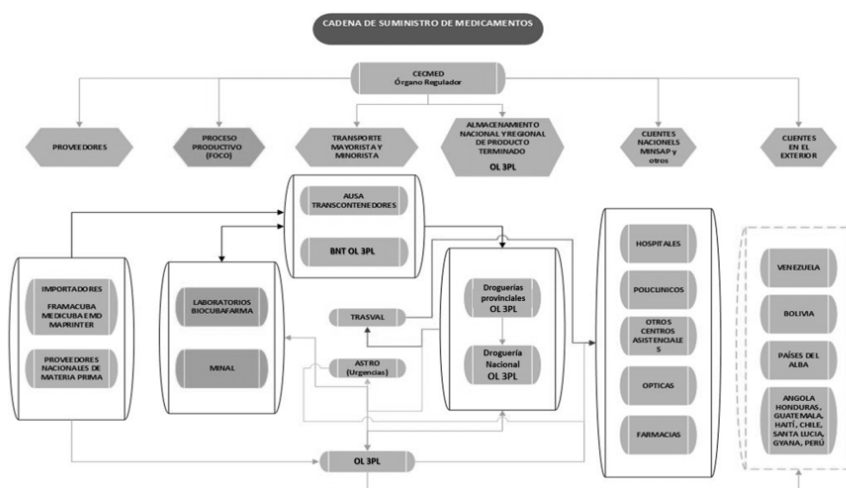 CADENA DE SUMINISTRO DE MEDICAMENTOS
CECMED
Órgano Regulador
PROVEEDORES
PROCESO
PRODUCTIVO
(FOCO)
TRANSPORTE
MAYORISTA Y
MINORISTA
ALMACENAMIENTO
NACIONAL Y REGIONAL
DE PRODUCTO
TERMINADO
OL 3PL
CLIENTES
NACIONELS
MINSAP y
otros
CLIENTES
EN EL
EXTERIOR
IMPORTADORES
FRAMACUBA
MEDICUBA EMD
MAPRINTER
PROVEEDORES
NACIONALES DE
MATERIA PRIMA
LABORATORIOS
BIOCUBAFARMA
MINAL
AUSA
TRANSCONTENEDORES
BNT OL 3PL
TRASVAL
ASTRO
(Urgencias)
OL 3PL
Droguerías
provinciales
OL 3PL
Droguería
Nacional
OL 3PL
HOSPITALES
POLICLINICOS
OTROS
CENTROS
ASISTENCIALE
S
OPTICAS
FARMACIAS
VENEZUELA
BOLIVIA
PAÍSES DEL
ALBA
ANGOLA
HONDURAS,
GUATEMALA,
HAITÍ, CHILE,
SANTA LUCIA,
GYANA, PERÚ